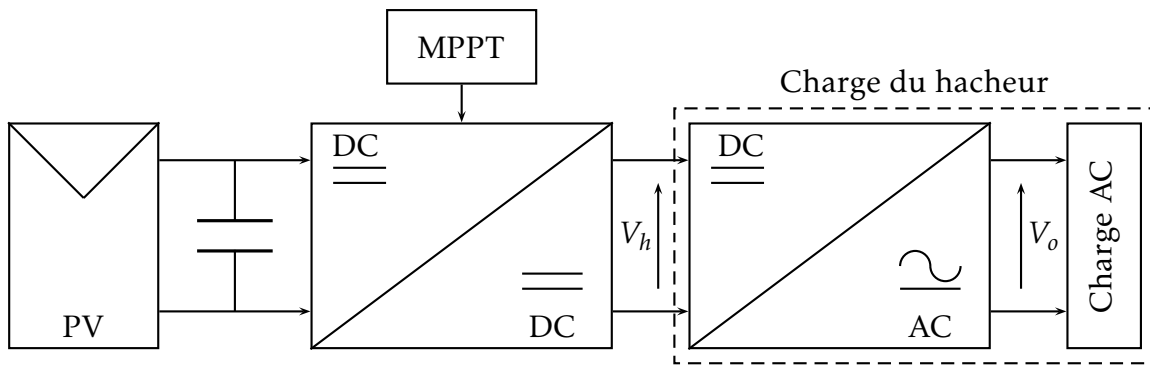 MPPT
Charge du hacheur
PV
DC
DC
V_h
DC
AC
V_o
Charge AC